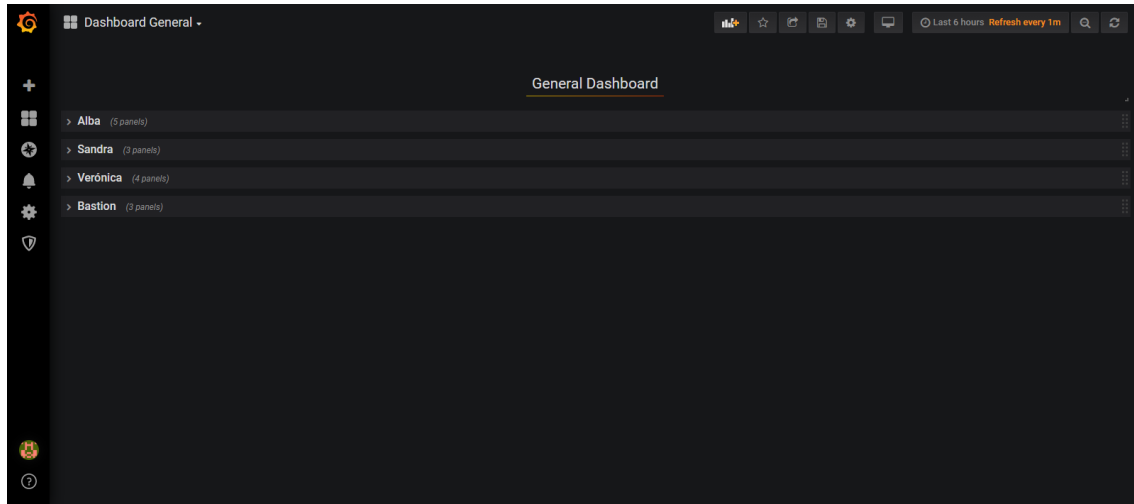 Dashboard General
Last 6 hours Refresh every 1m
General Dashboard
Alba (5 panels)
Sandra (3 panels)
Verónica (4 panels)
Bastion (3 panels)